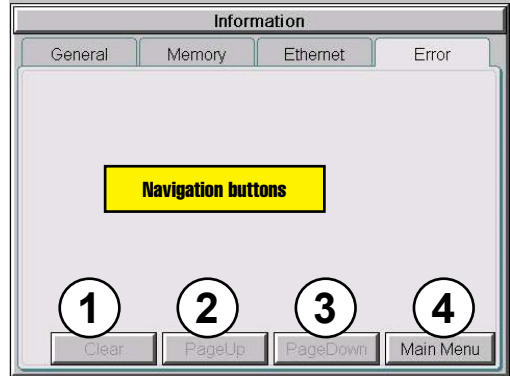 Information
General Memory Ethernet Error
Navigation buttons
1 2 3 4
Clear PageUp PageDown Main Menu